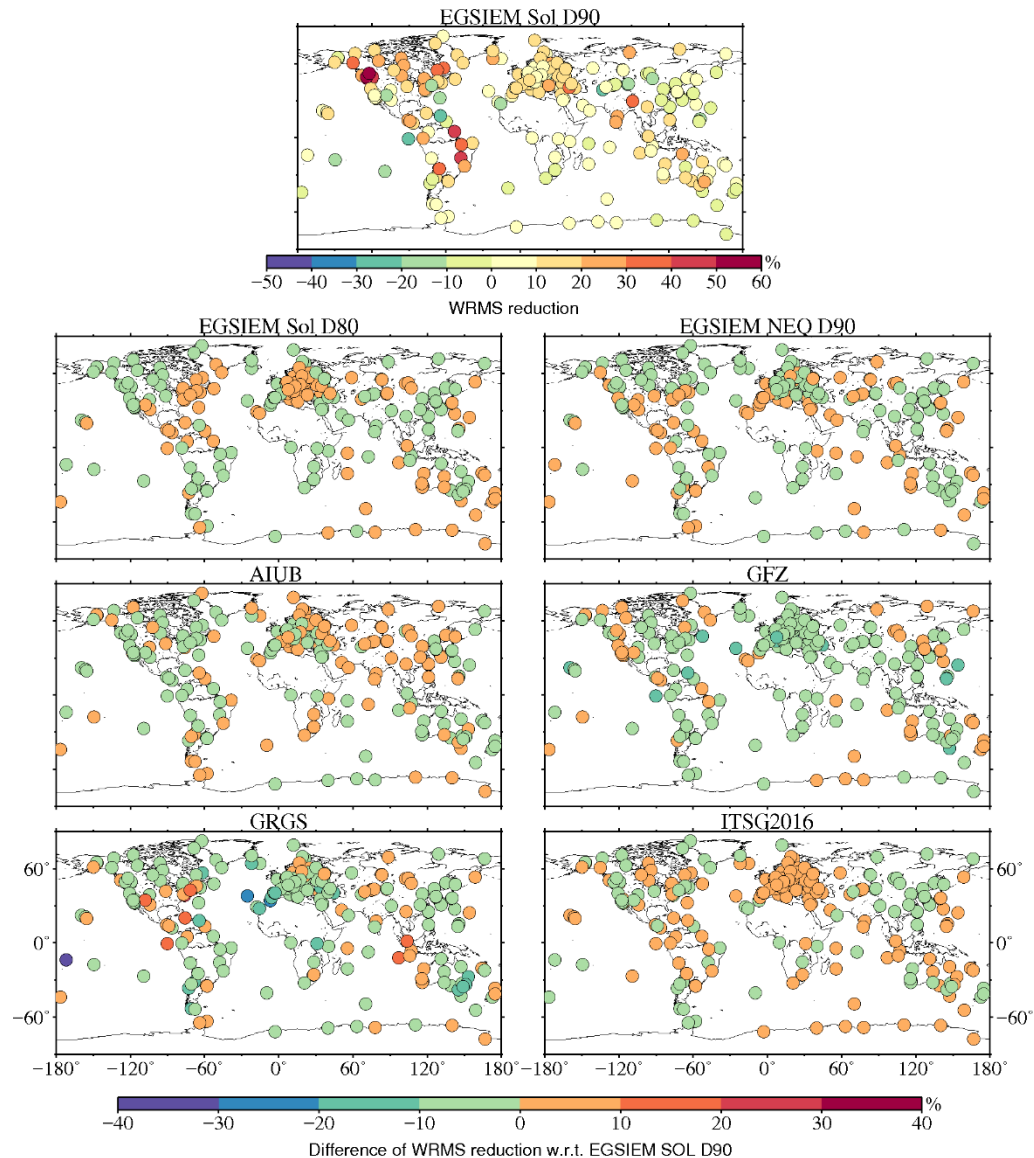 EGSIEM Sol D90
%
−50 −40 −30 −20 −10 0 10 20 30 40 50 60
WRMS reduction
EGSIEM Sol D80 EGSIEM NEQ D90
AIUB GFZ
GRGS ITSG2016
60° 60°
0° 0°
−60° −60°
−180° −120° −60° 0° 60° 120° 180° −180° −120° −60° 0° 60° 120° 180°
%
−40 −30 −20 −10 0 10 20 30 40
Difference of WRMS reduction w.r.t. EGSIEM SOL D90